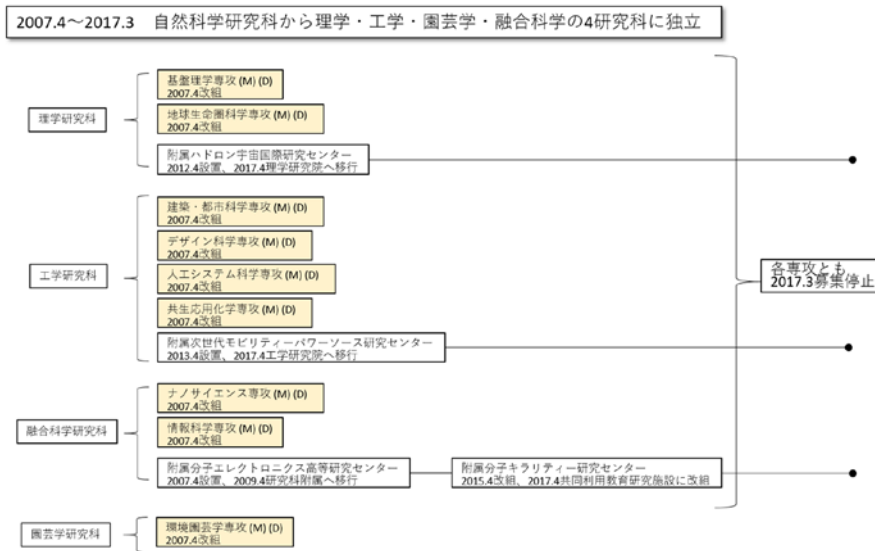 2007.4～2017.3　自然科学研究科から理学・工学・園芸学・融合科学の4研究科に独立
理学研究科
基盤理学専攻 (M) (D)
2007.4改組
地球生命圏科学専攻 (M) (D)
2007.4改組
附属ハドロン宇宙国際研究センター
2012.4設置、2017.4理学研究院へ移行
工学研究科
建築・都市科学専攻 (M) (D)
2007.4改組
デザイン科学専攻 (M) (D)
2007.4改組
人工システム科学専攻 (M) (D)
2007.4改組
共生応用化学専攻 (M) (D)
2007.4改組
附属次世代モビリティーパワーソース研究センター
2013.4設置、2017.4工学研究院へ移行
各専攻とも
2017.3募集停止
融合科学研究科
ナノサイエンス専攻 (M) (D)
2007.4改組
情報科学専攻 (M) (D)
2007.4改組
附属分子エレクトロニクス高等研究センター
2007.4設置、2009.4研究科附属へ移行
附属分子キラリティー研究センター
2015.4改組、2017.4共同利用教育研究施設に改組
園芸学研究科
環境園芸学専攻 (M) (D)
2007.4改組